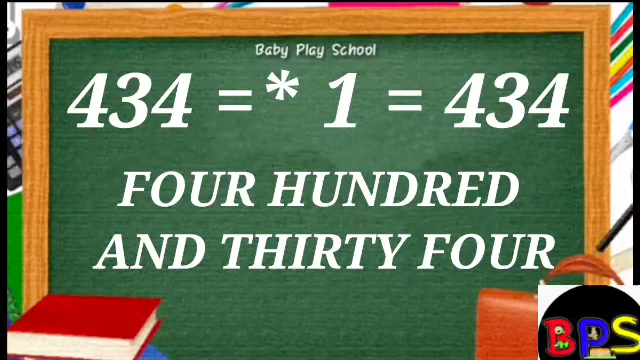 Baby Play School
434 =* 1 = 434
FOUR HUNDRED
AND THIRTY FOUR
BPS